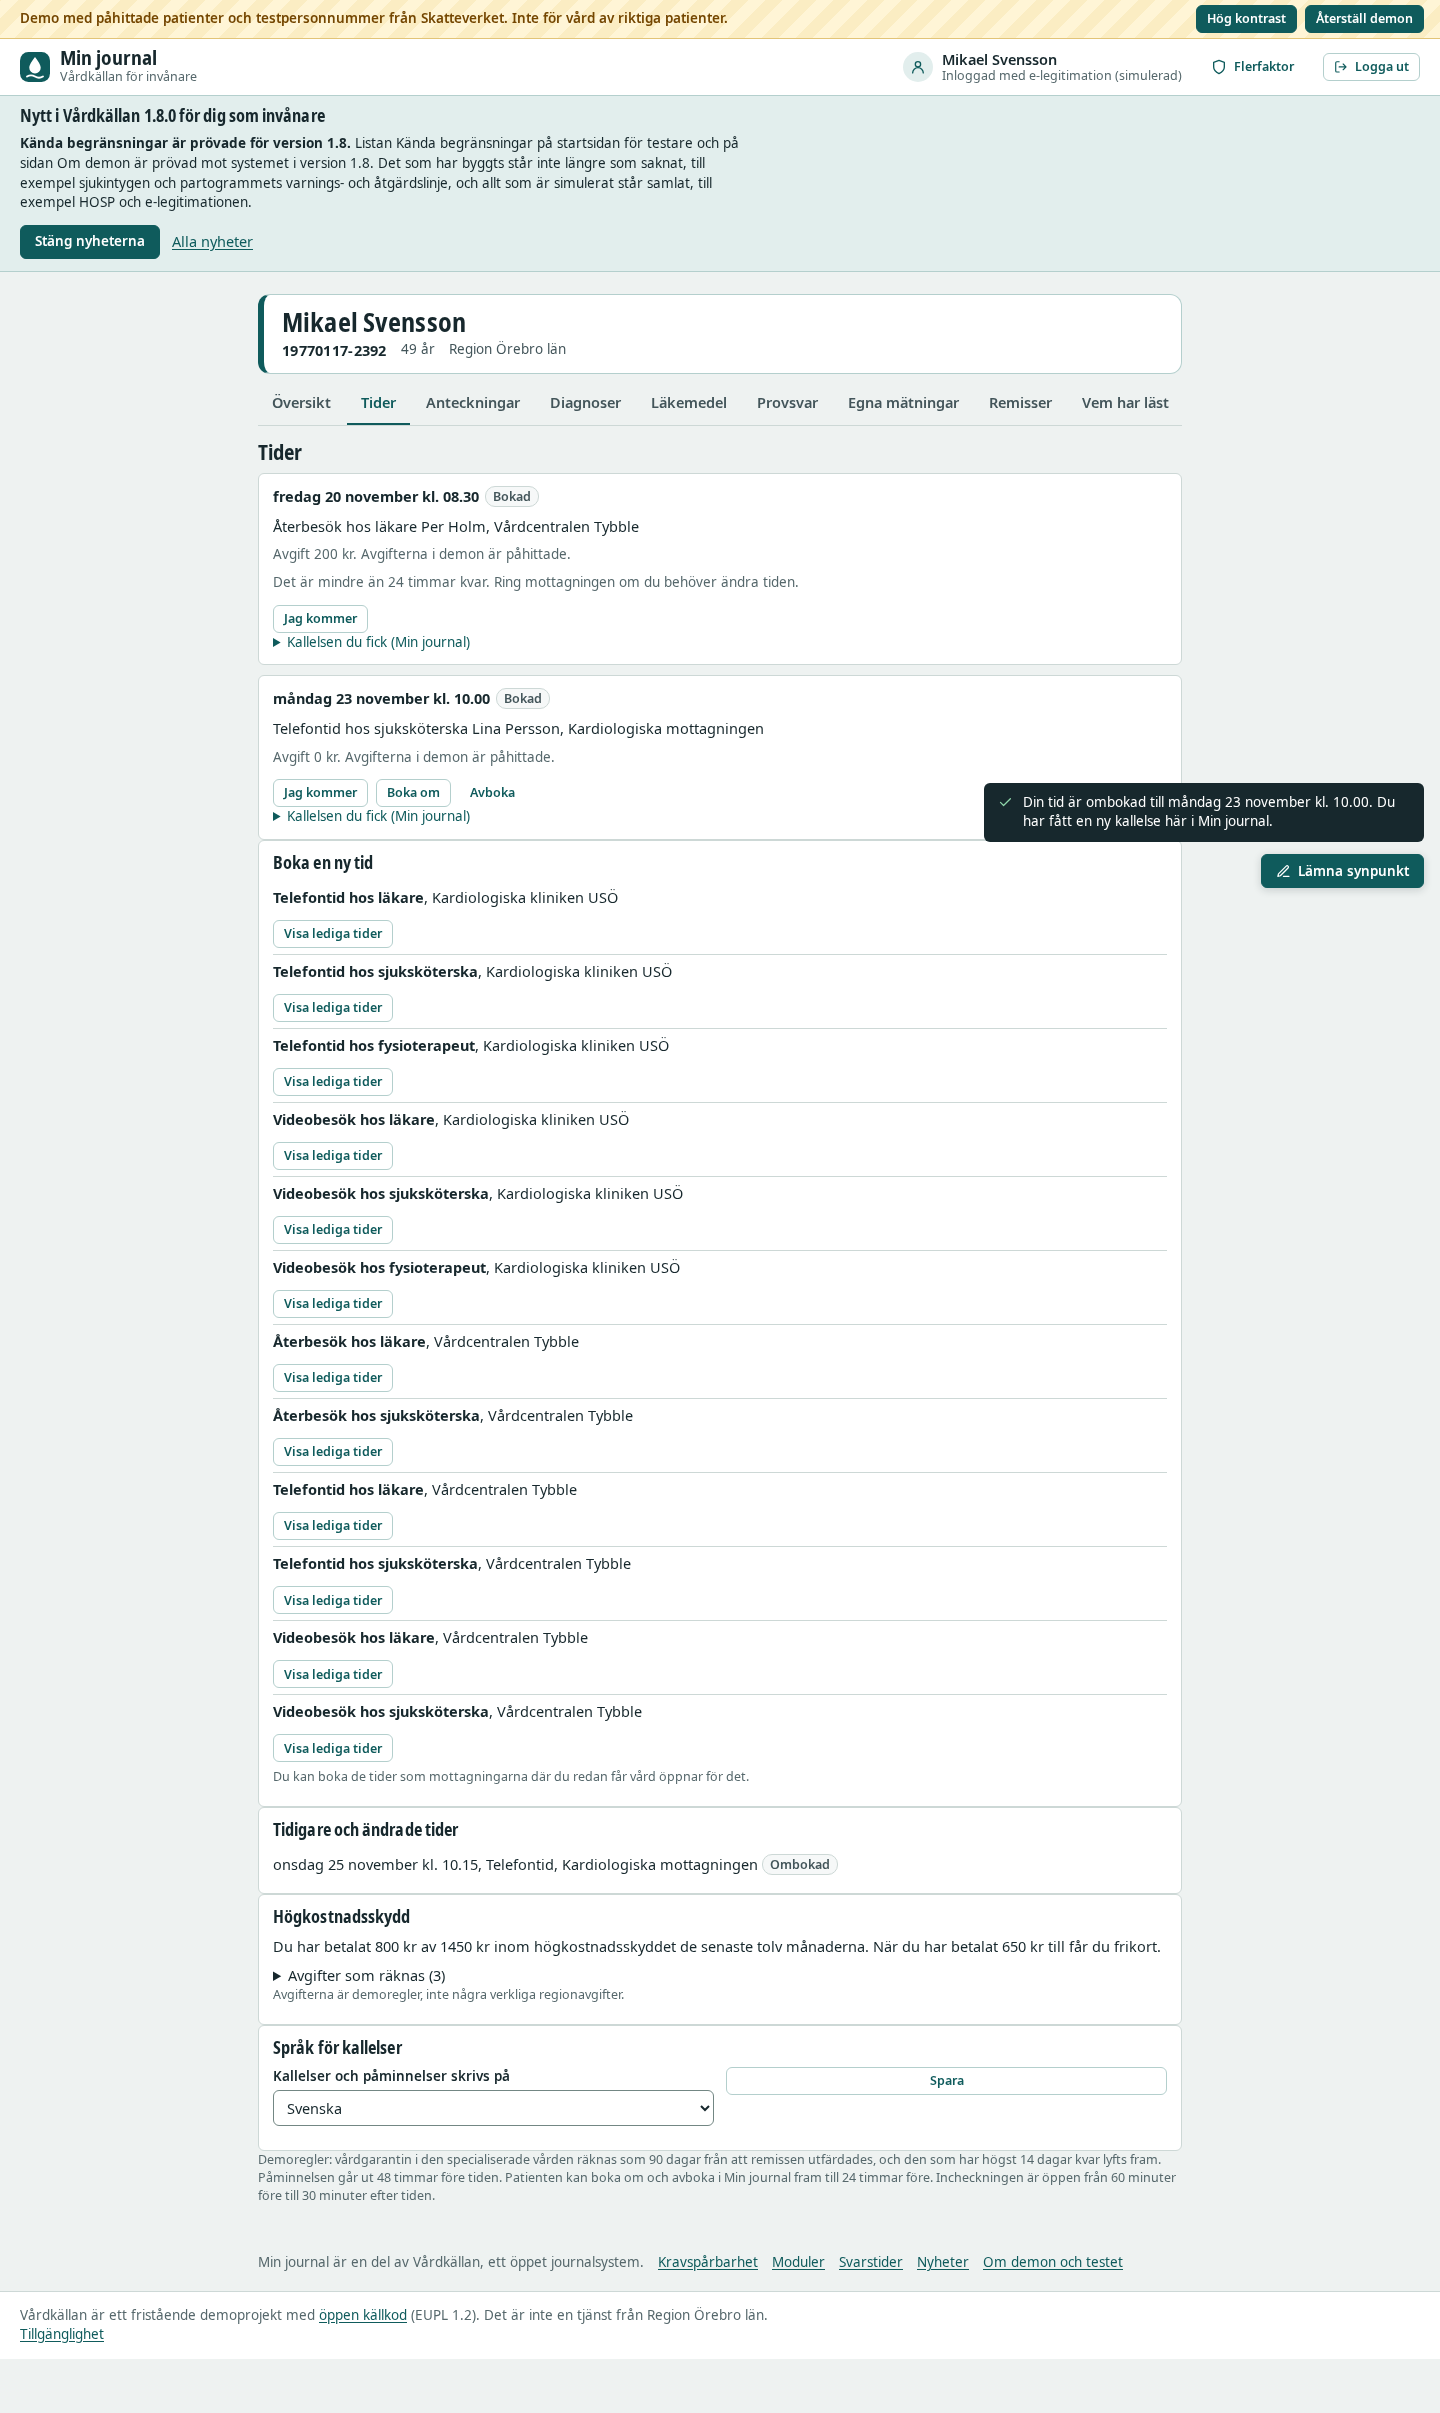 Demo med påhittade patienter och testpersonnummer från Skatteverket. Inte för vård av riktiga patienter.
Hög kontrast
Återställ demon
Min journal
Vårdkällan för invånare
Mikael Svensson
Inloggad med e-legitimation (simulerad)
Flerfaktor
Logga ut
Nytt i Vårdkällan 1.8.0 för dig som invånare
Kända begränsningar är prövade för version 1.8. Listan Kända begränsningar på startsidan för testare och på
sidan Om demon är prövad mot systemet i version 1.8. Det som har byggts står inte längre som saknat, till
exempel sjukintygen och partogrammets varnings- och åtgärdslinje, och allt som är simulerat står samlat, till
exempel HOSP och e-legitimationen.
Stäng nyheterna
Alla nyheter
Mikael Svensson
19770117-2392 49 år Region Örebro län
Översikt Tider Anteckningar Diagnoser Läkemedel Provsvar Egna mätningar Remisser Vem har läst
Tider
fredag 20 november kl. 08.30 Bokad
Återbesök hos läkare Per Holm, Vårdcentralen Tybble
Avgift 200 kr. Avgifterna i demon är påhittade.
Det är mindre än 24 timmar kvar. Ring mottagningen om du behöver ändra tiden.
Jag kommer
Kallelsen du fick (Min journal)
måndag 23 november kl. 10.00 Bokad
Telefontid hos sjuksköterska Lina Persson, Kardiologiska mottagningen
Avgift 0 kr. Avgifterna i demon är påhittade.
Jag kommer Boka om Avboka
Kallelsen du fick (Min journal)
Din tid är ombokad till måndag 23 november kl. 10.00. Du
har fått en ny kallelse här i Min journal.
Lämna synpunkt
Boka en ny tid
Telefontid hos läkare, Kardiologiska kliniken USÖ
Visa lediga tider
Telefontid hos sjuksköterska, Kardiologiska kliniken USÖ
Visa lediga tider
Telefontid hos fysioterapeut, Kardiologiska kliniken USÖ
Visa lediga tider
Videobesök hos läkare, Kardiologiska kliniken USÖ
Visa lediga tider
Videobesök hos sjuksköterska, Kardiologiska kliniken USÖ
Visa lediga tider
Videobesök hos fysioterapeut, Kardiologiska kliniken USÖ
Visa lediga tider
Återbesök hos läkare, Vårdcentralen Tybble
Visa lediga tider
Återbesök hos sjuksköterska, Vårdcentralen Tybble
Visa lediga tider
Telefontid hos läkare, Vårdcentralen Tybble
Visa lediga tider
Telefontid hos sjuksköterska, Vårdcentralen Tybble
Visa lediga tider
Videobesök hos läkare, Vårdcentralen Tybble
Visa lediga tider
Videobesök hos sjuksköterska, Vårdcentralen Tybble
Visa lediga tider
Du kan boka de tider som mottagningarna där du redan får vård öppnar för det.
Tidigare och ändrade tider
onsdag 25 november kl. 10.15, Telefontid, Kardiologiska mottagningen Ombokad
Högkostnadsskydd
Du har betalat 800 kr av 1450 kr inom högkostnadsskyddet de senaste tolv månaderna. När du har betalat 650 kr till får du frikort.
Avgifter som räknas (3)
Avgifterna är demoregler, inte några verkliga regionavgifter.
Språk för kallelser
Kallelser och påminnelser skrivs på
Svenska
Spara
Demoregler: vårdgarantin i den specialiserade vården räknas som 90 dagar från att remissen utfärdades, och den som har högst 14 dagar kvar lyfts fram.
Påminnelsen går ut 48 timmar före tiden. Patienten kan boka om och avboka i Min journal fram till 24 timmar före. Incheckningen är öppen från 60 minuter
före till 30 minuter efter tiden.
Min journal är en del av Vårdkällan, ett öppet journalsystem. Kravspårbarhet Moduler Svarstider Nyheter Om demon och testet
Vårdkällan är ett fristående demoprojekt med öppen källkod (EUPL 1.2). Det är inte en tjänst från Region Örebro län.
Tillgänglighet